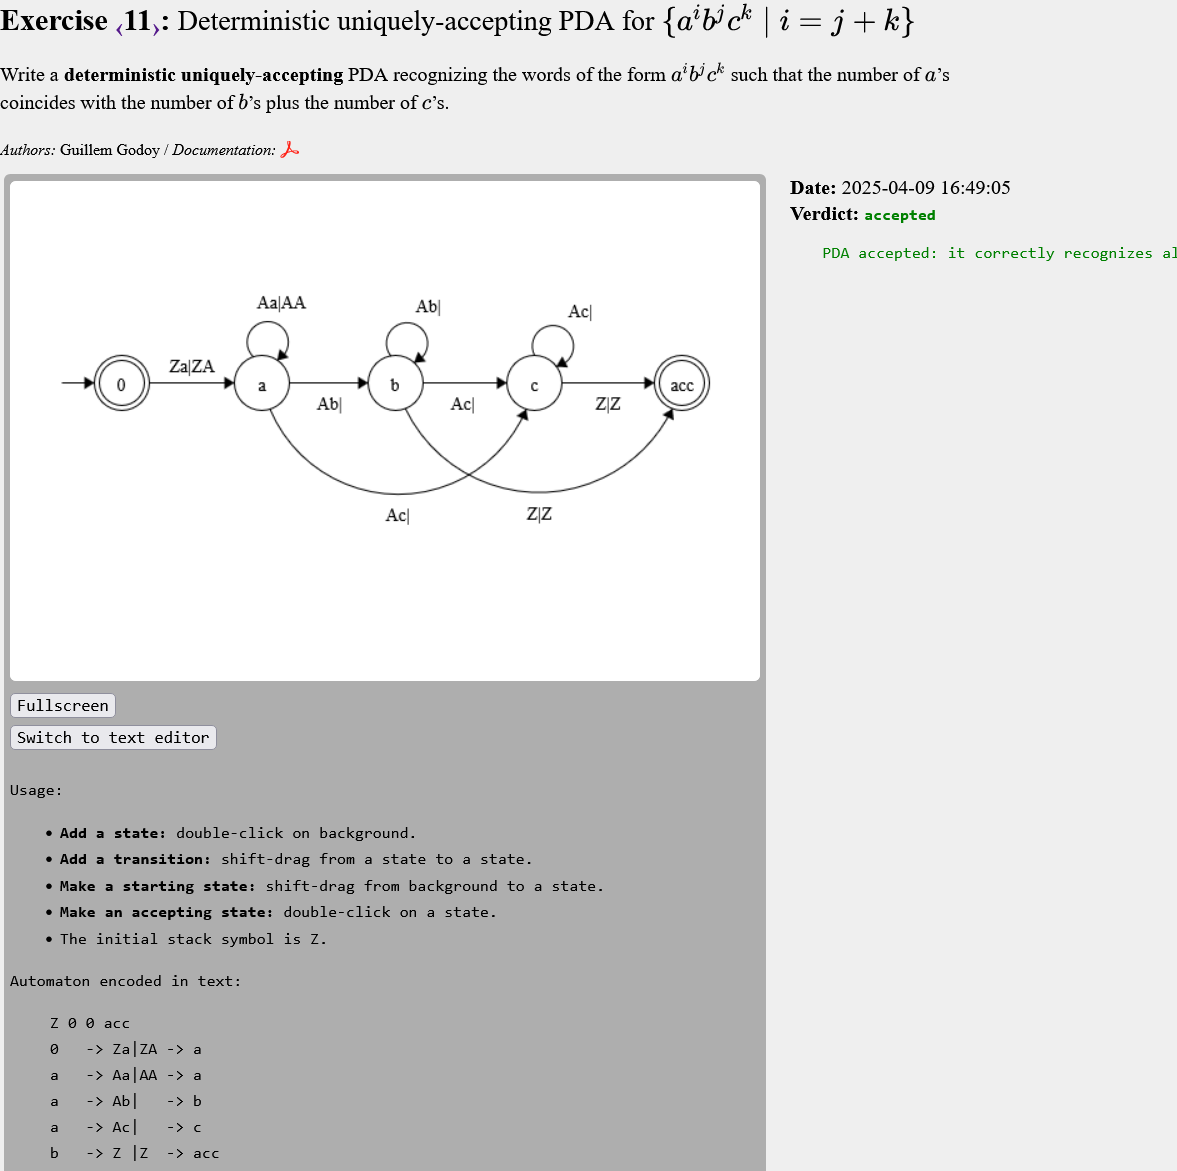 Exercise ‹11›: Deterministic uniquely-accepting PDA for {aⁱbʲcᵏ | i = j + k}
Write a deterministic uniquely-accepting PDA recognizing the words of the form aⁱbʲcᵏ such that the number of a's
coincides with the number of b's plus the number of c's.
Authors: Guillem Godoy / Documentation:
Date: 2025-04-09 16:49:05
Verdict: accepted
PDA accepted: it correctly recognizes al
Aa|AA
Ab|
Ac|
Za|ZA
0
a
b
c
acc
Ab|
Ac|
Z|Z
Ac|
Z|Z
Fullscreen
Switch to text editor
Usage:
• Add a state: double-click on background.
• Add a transition: shift-drag from a state to a state.
• Make a starting state: shift-drag from background to a state.
• Make an accepting state: double-click on a state.
• The initial stack symbol is Z.
Automaton encoded in text:
Z 0 0 acc
0   -> Za|ZA -> a
a   -> Aa|AA -> a
a   -> Ab|   -> b
a   -> Ac|   -> c
b   -> Z |Z  -> acc